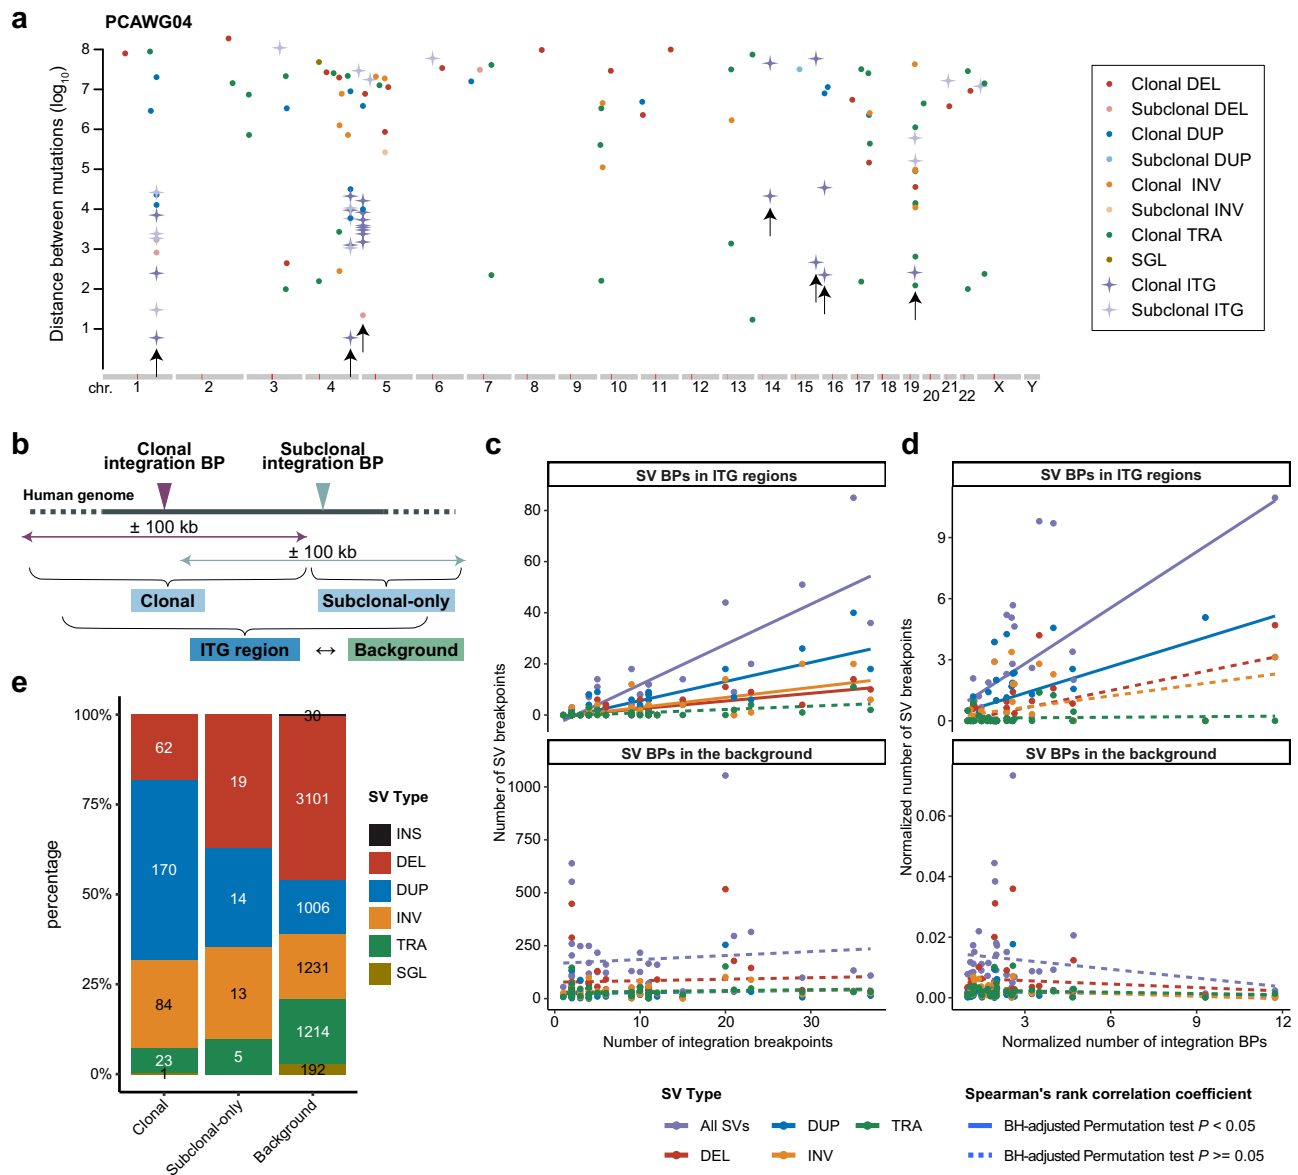 a
PCAWG04
Distance between mutations (log10)
8
7
6
5
4
3
2
1
chr.
1
2
3
4
5
6
7
8
9
10
11
12
13
14
15
16
17
18
19
20
21
22
X
Y
Clonal DEL
Subclonal DEL
Clonal DUP
Subclonal DUP
Clonal INV
Subclonal INV
Clonal TRA
SGL
Clonal ITG
Subclonal ITG
b
Clonal
integration BP
Subclonal
integration BP
Human genome
± 100 kb
± 100 kb
Clonal
Subclonal-only
ITG region
↔
Background
c
SV BPs in ITG regions
80
60
40
20
0
Number of SV breakpoints
SV BPs in the background
1000
750
500
250
0
0
10
20
30
Number of integration breakpoints
d
SV BPs in ITG regions
9
6
3
0
Normalized number of SV breakpoints
SV BPs in the background
0.06
0.04
0.02
0.00
3
6
9
12
Normalized number of integration BPs
e
percentage
100%
75%
50%
25%
0%
62
170
84
23
1
19
14
13
5
30
3101
1006
1231
1214
192
Clonal
Subclonal-only
Background
SV Type
INS
DEL
DUP
INV
TRA
SGL
SV Type
All SVs
DUP
TRA
DEL
INV
Spearman's rank correlation coefficient
BH-adjusted Permutation test P < 0.05
BH-adjusted Permutation test P >= 0.05